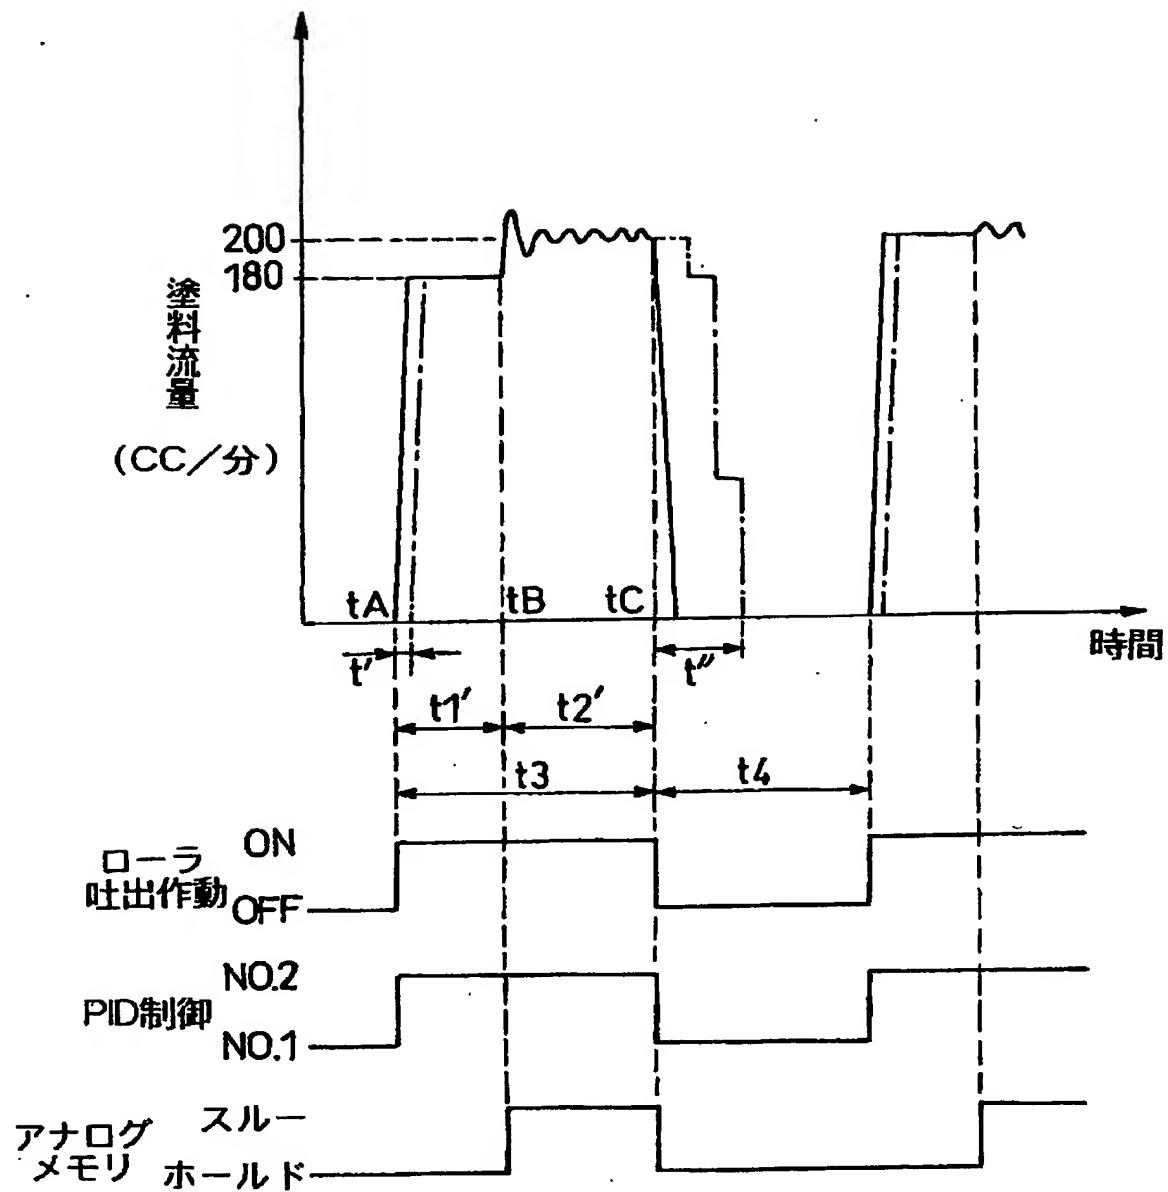 200
180
塗料流量
(CC/分)
tA
tB
tC
時間
t′
t″
t1′
t2′
t3
t4
ローラ
吐出作動
ON
OFF
PID制御
NO.2
NO.1
アナログ
メモリ
スルー
ホールド